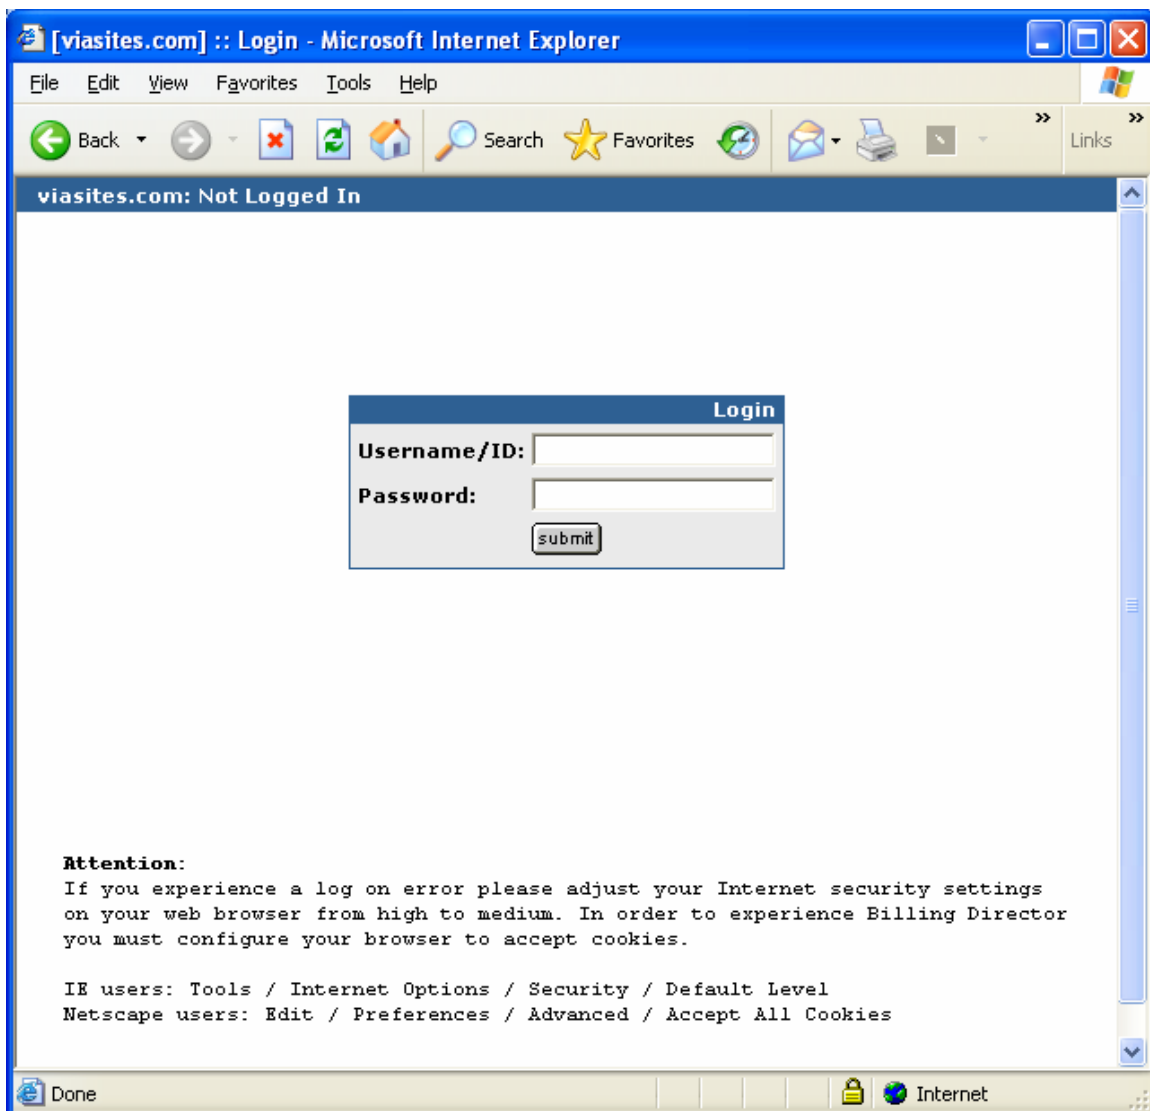 [viasites.com] :: Login - Microsoft Internet Explorer
File Edit View Favorites Tools Help
Back Search Favorites Links
viasites.com: Not Logged In
Login
Username/ID:
Password:
submit
Attention:
If you experience a log on error please adjust your Internet security settings
on your web browser from high to medium. In order to experience Billing Director
you must configure your browser to accept cookies.
IE users: Tools / Internet Options / Security / Default Level
Netscape users: Edit / Preferences / Advanced / Accept All Cookies
Done Internet